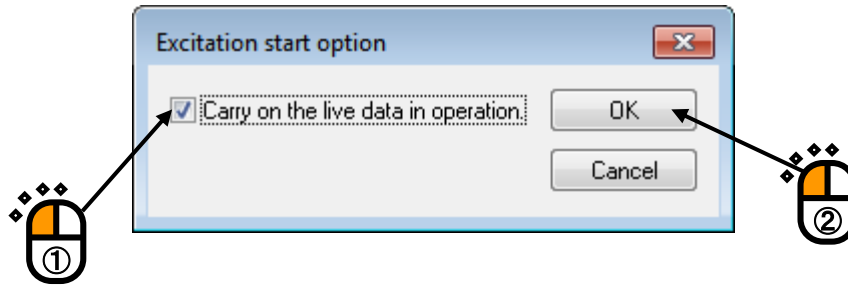 Excitation start option
Carry on the live data in operation.
OK
Cancel
①
②